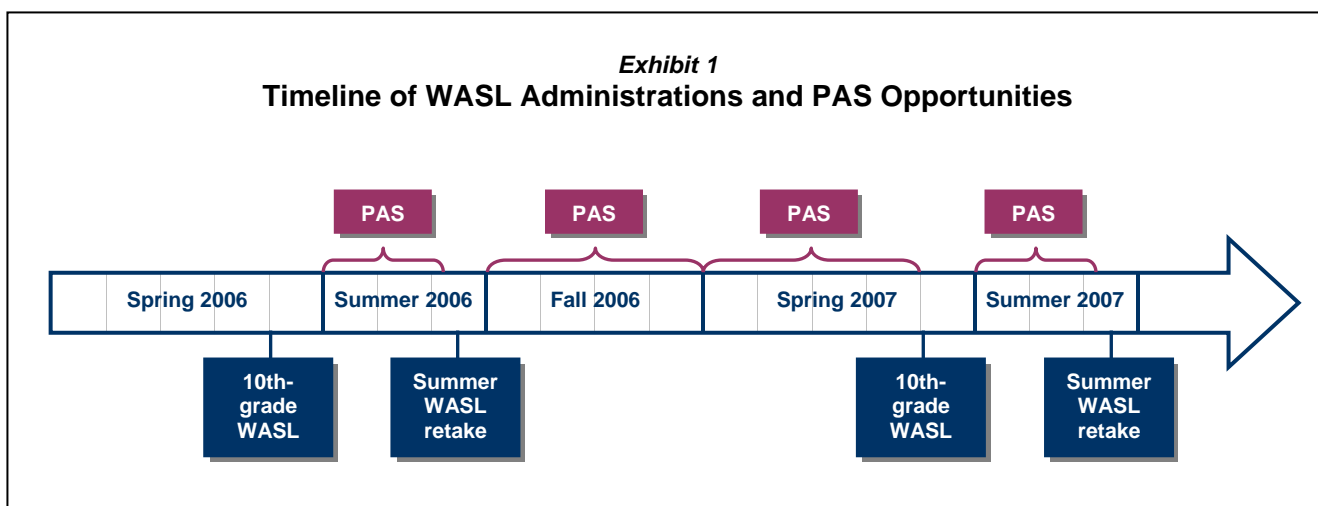 Exhibit 1
Timeline of WASL Administrations and PAS Opportunities
PAS
PAS
PAS
PAS
Spring 2006
Summer 2006
Fall 2006
Spring 2007
Summer 2007
10th-
grade
WASL
Summer
WASL
retake
10th-
grade
WASL
Summer
WASL
retake